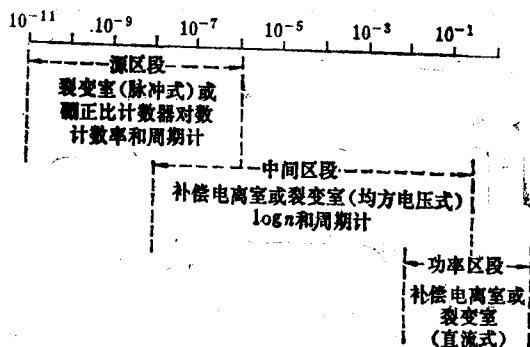 10⁻¹¹ 10⁻⁹ 10⁻⁷ 10⁻⁵ 10⁻³ 10⁻¹
源区段
裂变室(脉冲式)或
硼正比计数器对数
计数率和周期计
中间区段
补偿电离室或裂变室(均方电压式)
logn和周期计
功率区段
补偿电离室或
裂变室
(直流式)